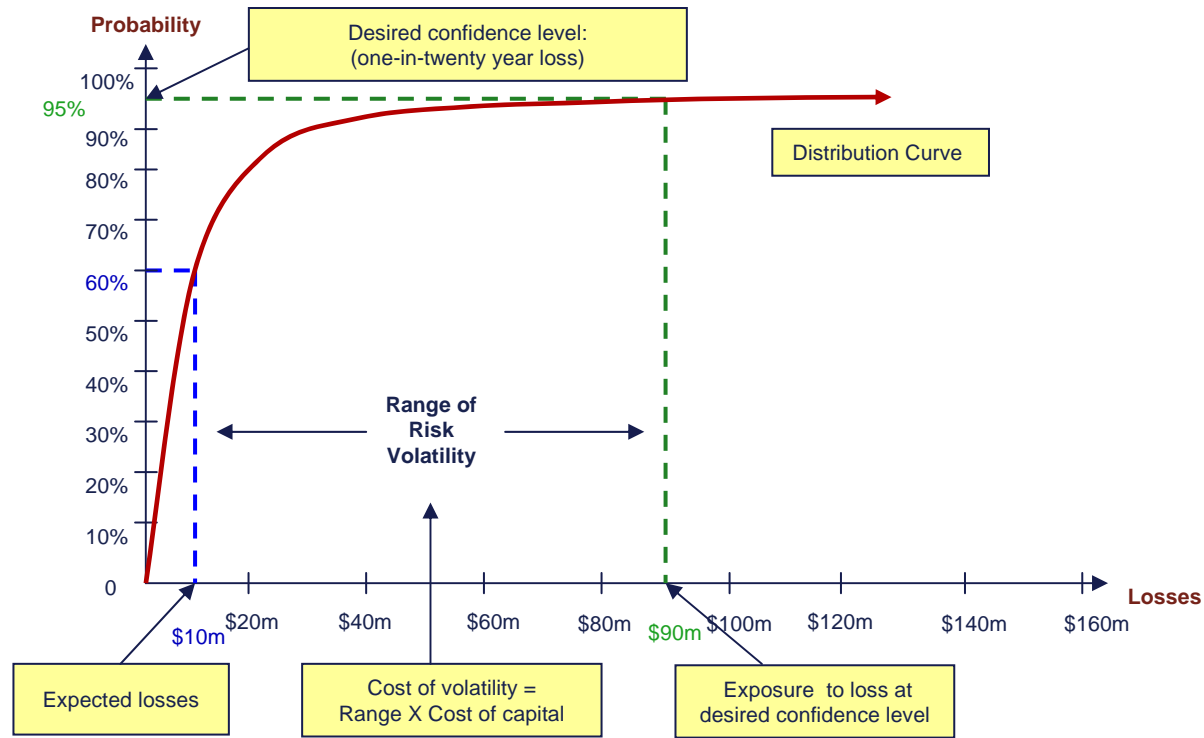 Probability
Desired confidence level:
(one-in-twenty year loss)
100%
95%
90%
80%
70%
60%
50%
40%
30%
20%
10%
0
Distribution Curve
Range of
Risk
Volatility
Losses
$10m
$20m
$40m
$60m
$80m
$90m
$100m
$120m
$140m
$160m
Expected losses
Cost of volatility =
Range X Cost of capital
Exposure to loss at
desired confidence level